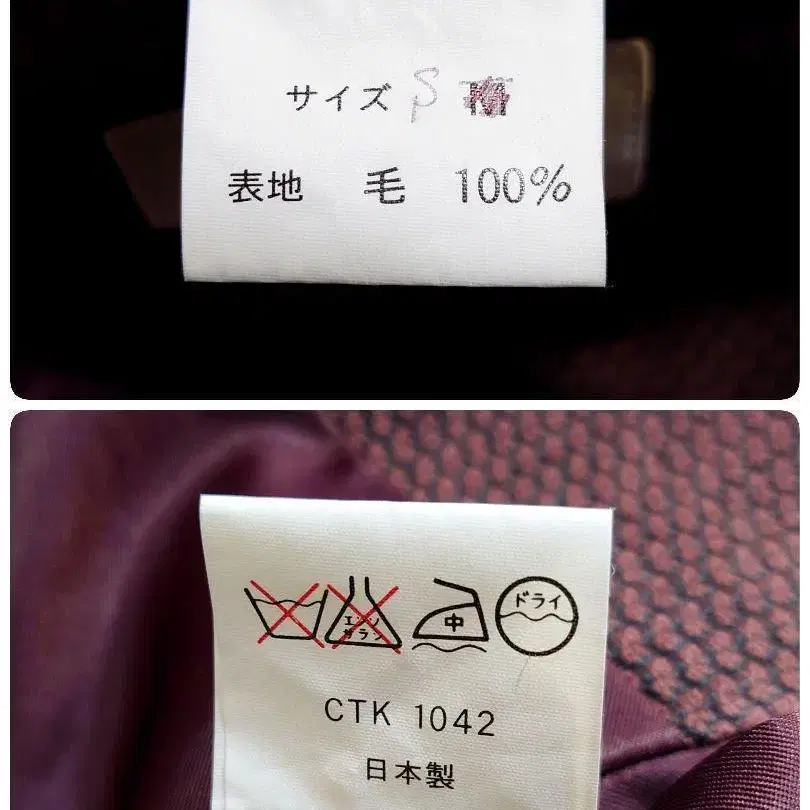 サイズ S M
表地 毛 100%
エンソ
サラシ
中
ドライ
CTK 1042
日本製